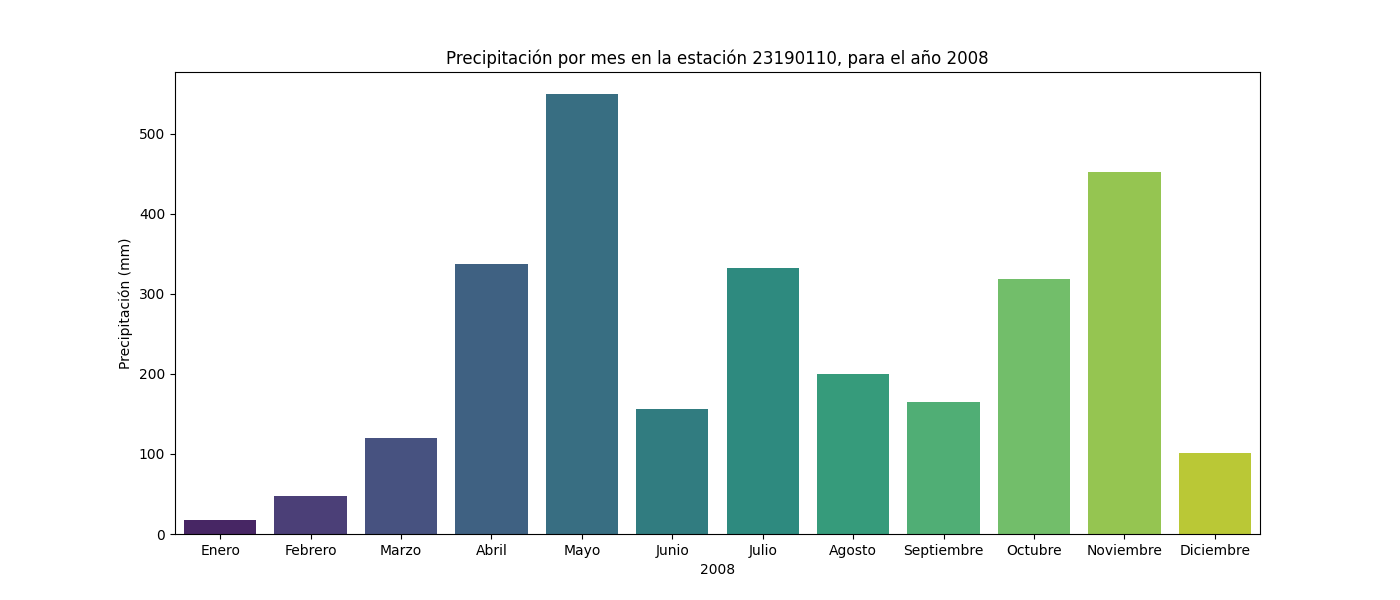 Precipitación por mes en la estación 23190110, para el año 2008
Precipitación (mm)
500
400
300
200
100
0
Enero Febrero Marzo Abril Mayo Junio Julio Agosto Septiembre Octubre Noviembre Diciembre
2008